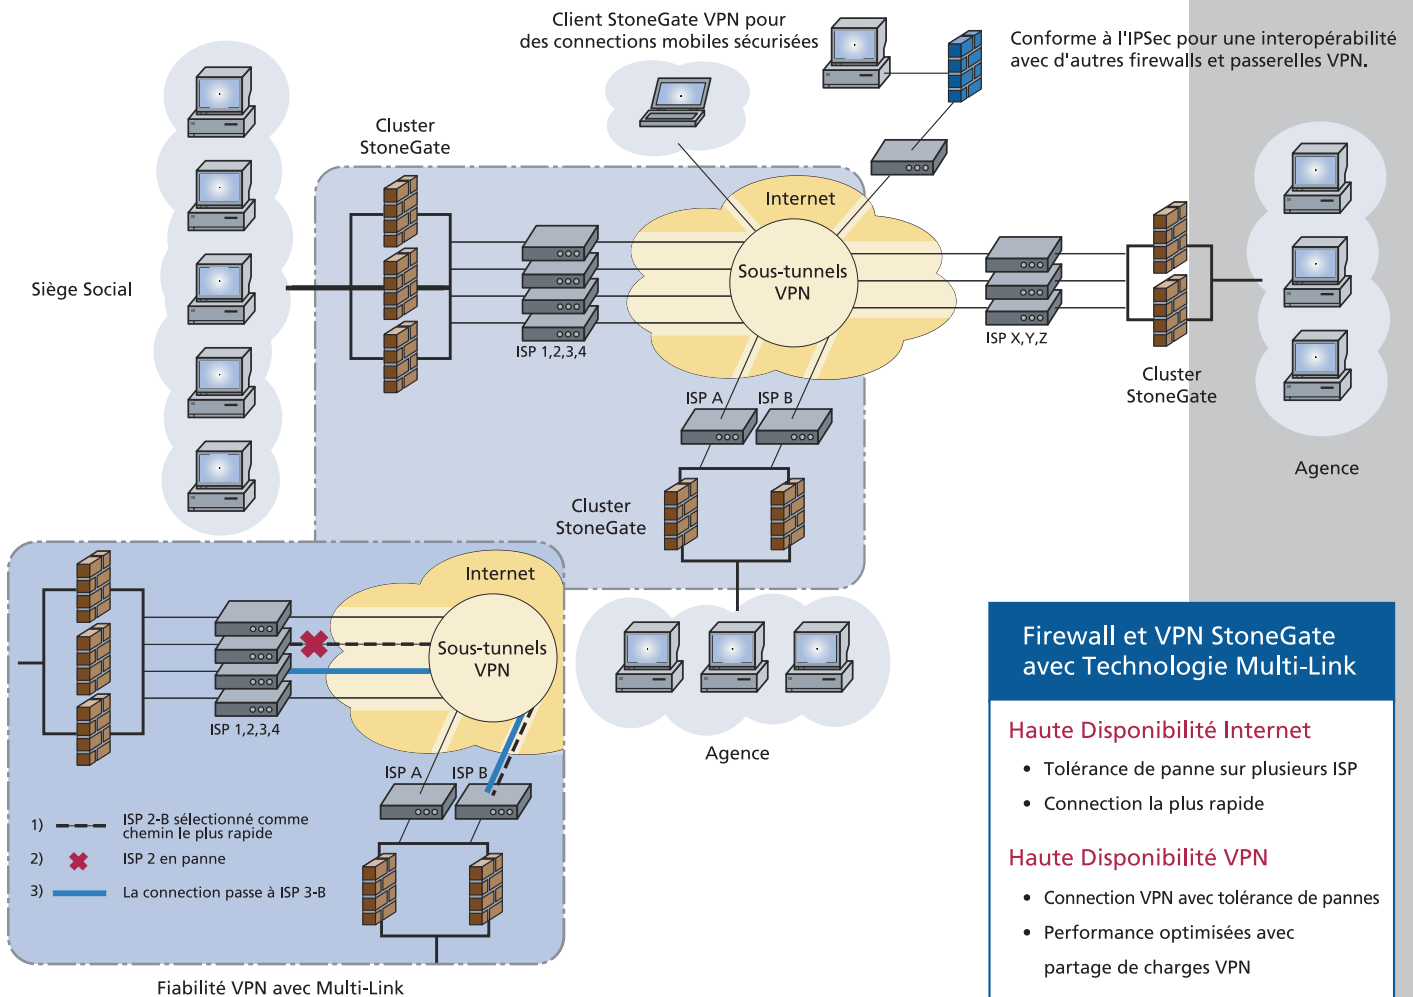 Client StoneGate VPN pour
des connections mobiles sécurisées
Conforme à l'IPSec pour une interopérabilité
avec d'autres firewalls et passerelles VPN.
Cluster
StoneGate
Internet
Sous-tunnels
VPN
Siège Social
ISP 1,2,3,4
ISP X,Y,Z
Cluster
StoneGate
ISP A
ISP B
Agence
Cluster
StoneGate
Internet
Sous-tunnels
VPN
ISP 1,2,3,4
Agence
ISP A
ISP B
1) ISP 2-B sélectionné comme
chemin le plus rapide
2) ISP 2 en panne
3) La connection passe à ISP 3-B
Fiabilité VPN avec Multi-Link
Firewall et VPN StoneGate
avec Technologie Multi-Link
Haute Disponibilité Internet
• Tolérance de panne sur plusieurs ISP
• Connection la plus rapide
Haute Disponibilité VPN
• Connection VPN avec tolérance de pannes
• Performance optimisées avec
partage de charges VPN